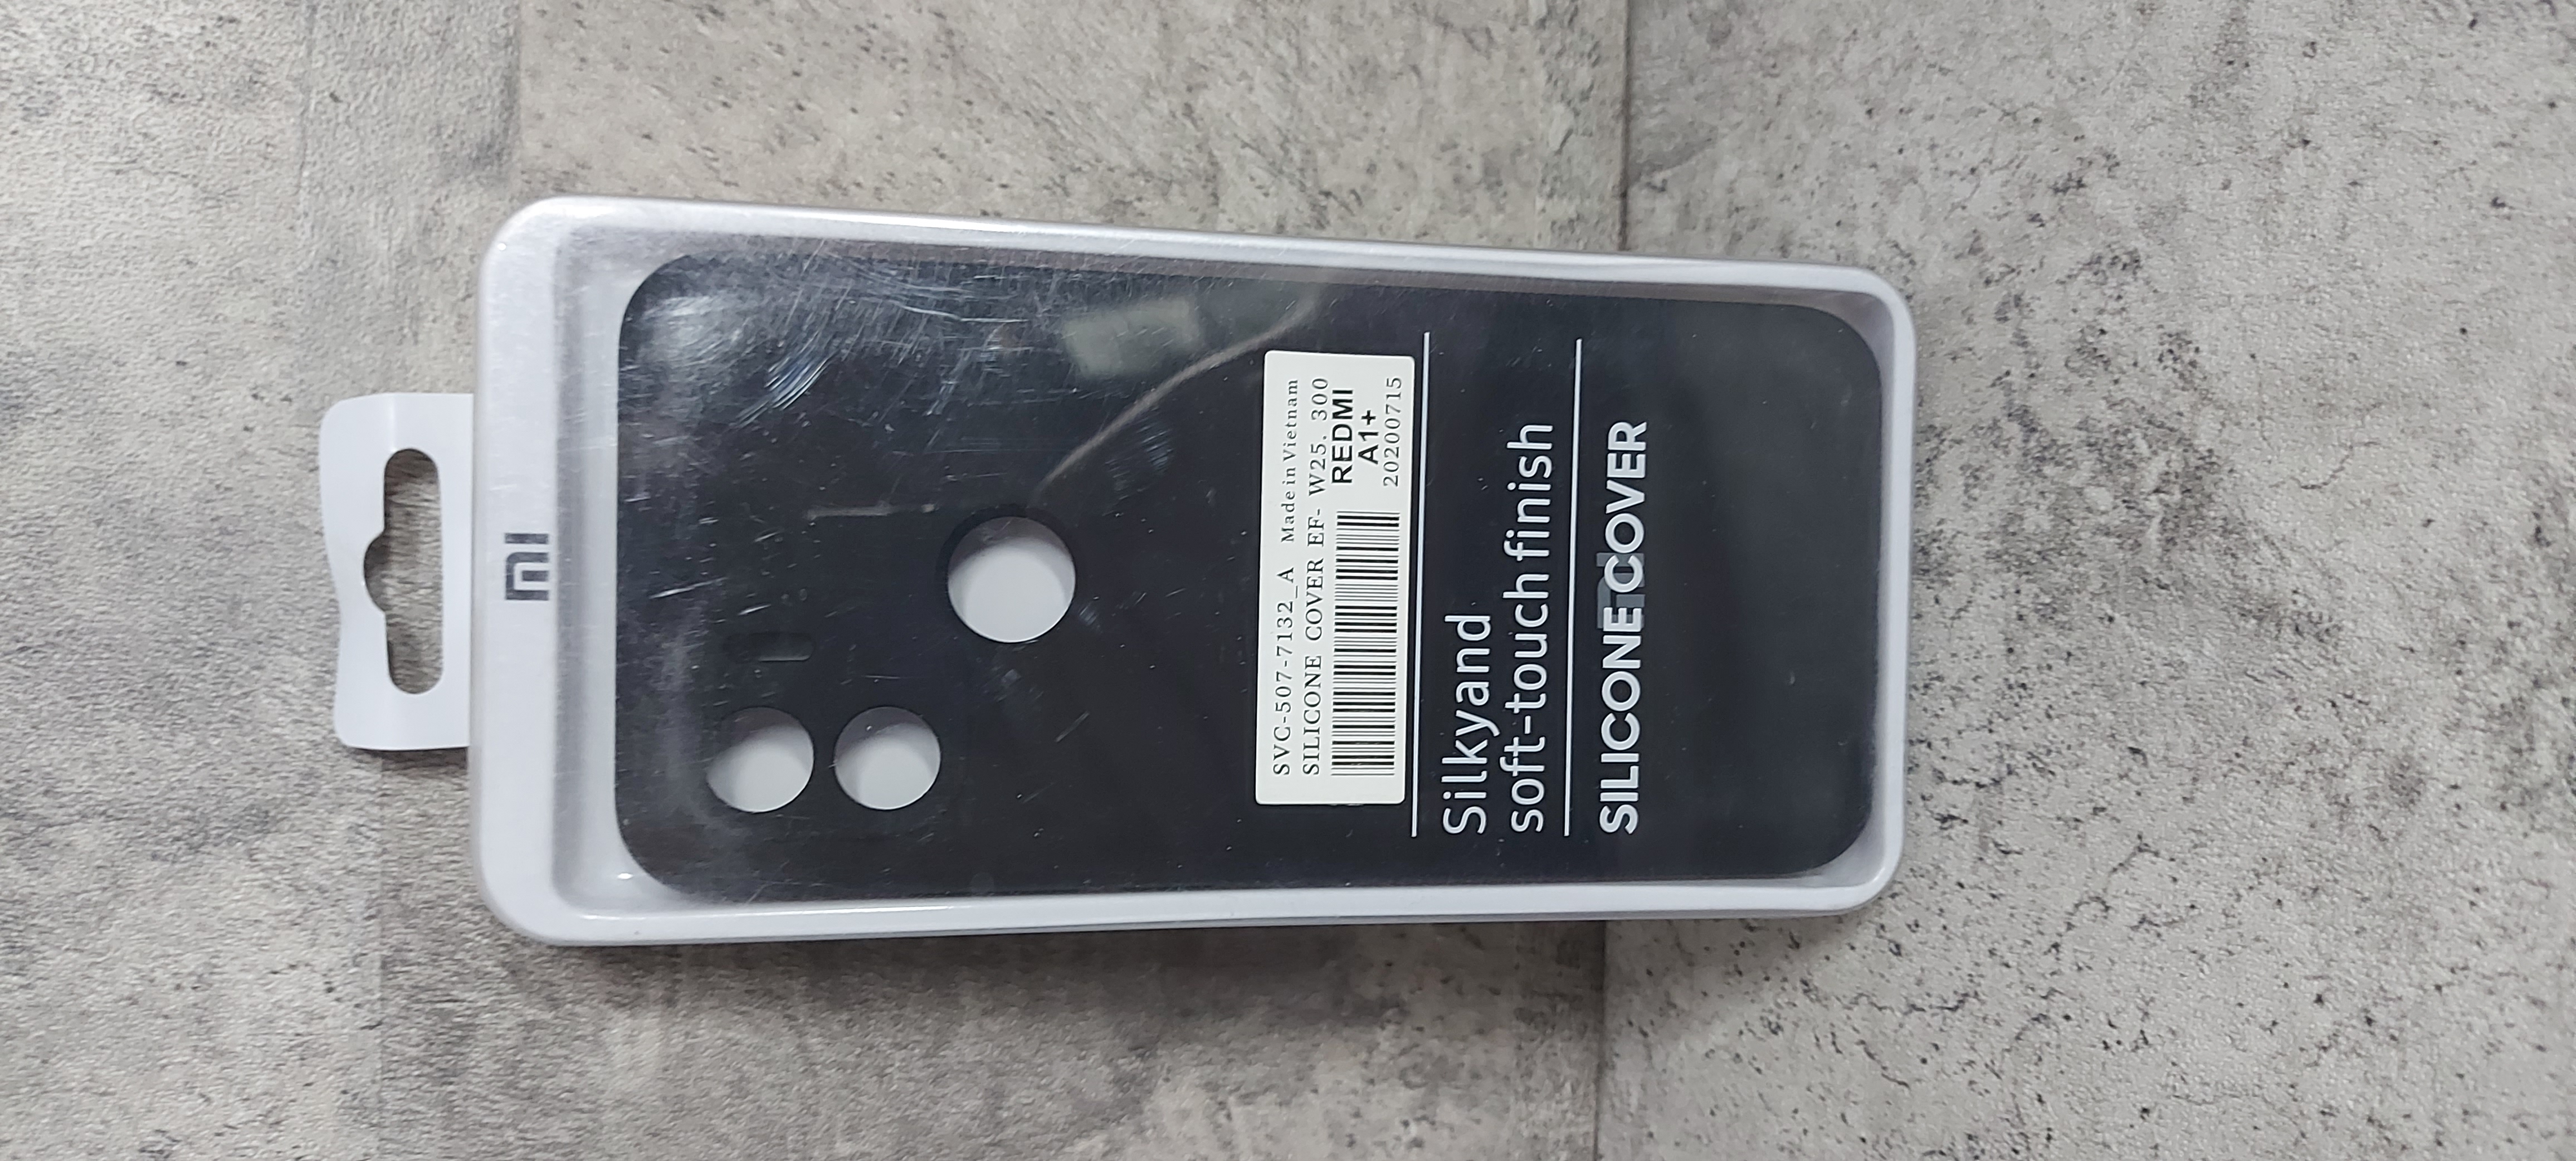 mi
SVC-507-7132_A Made in Vietnam
SILICONE COVER EF- W25. 300
REDMI
A1+
20200715
Silkyand
soft-touch finish
SILICONE COVER